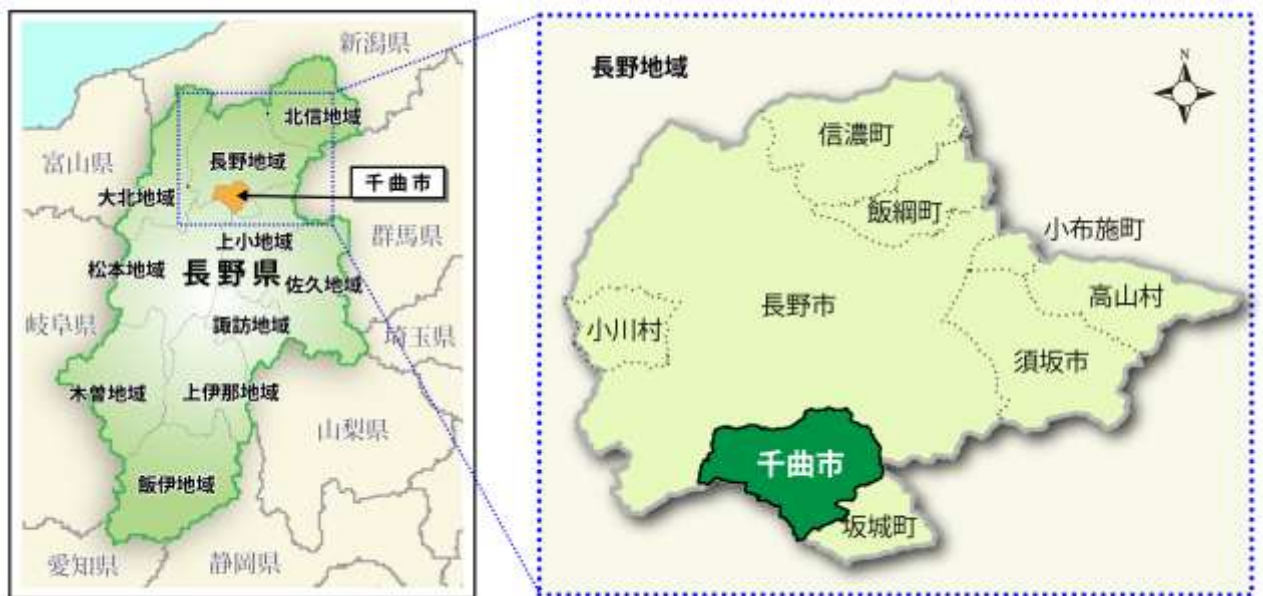 新潟県
北信地域
富山県
長野地域
千曲市
大北地域
群馬県
上小地域
松本地域
長野県
佐久地域
岐阜県
諏訪地域
埼玉県
木曽地域
上伊那地域
山梨県
飯伊地域
愛知県
静岡県
長野地域
N
信濃町
飯綱町
小布施町
高山村
長野市
小川村
須坂市
千曲市
坂城町